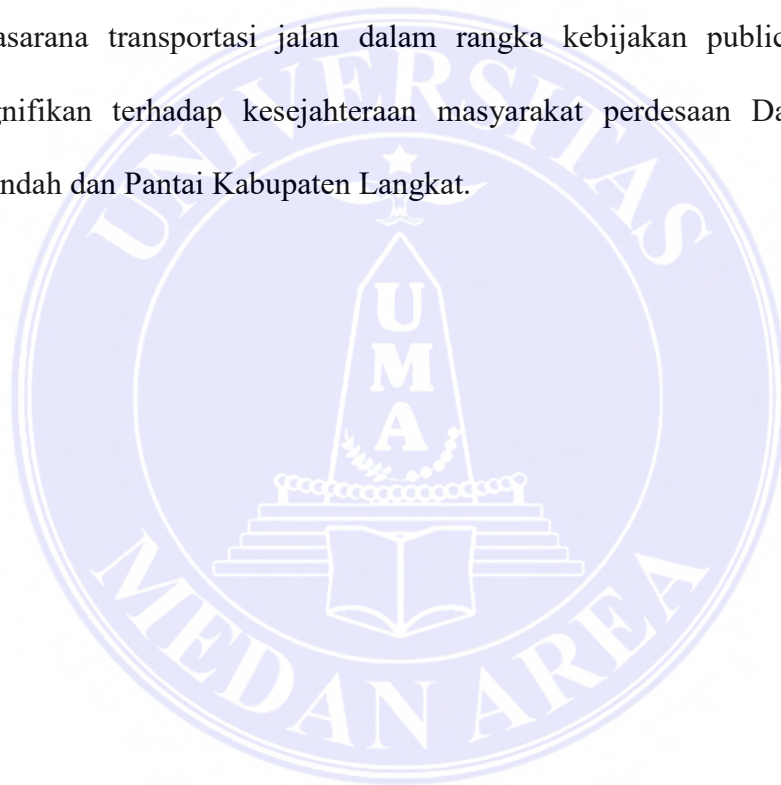 asarana transportasi jalan dalam rangka kebijakan public
gnifikan terhadap kesejahteraan masyarakat perdesaan Da
ndah dan Pantai Kabupaten Langkat.
UNIVERSITAS
U
M
A
MEDAN AREA